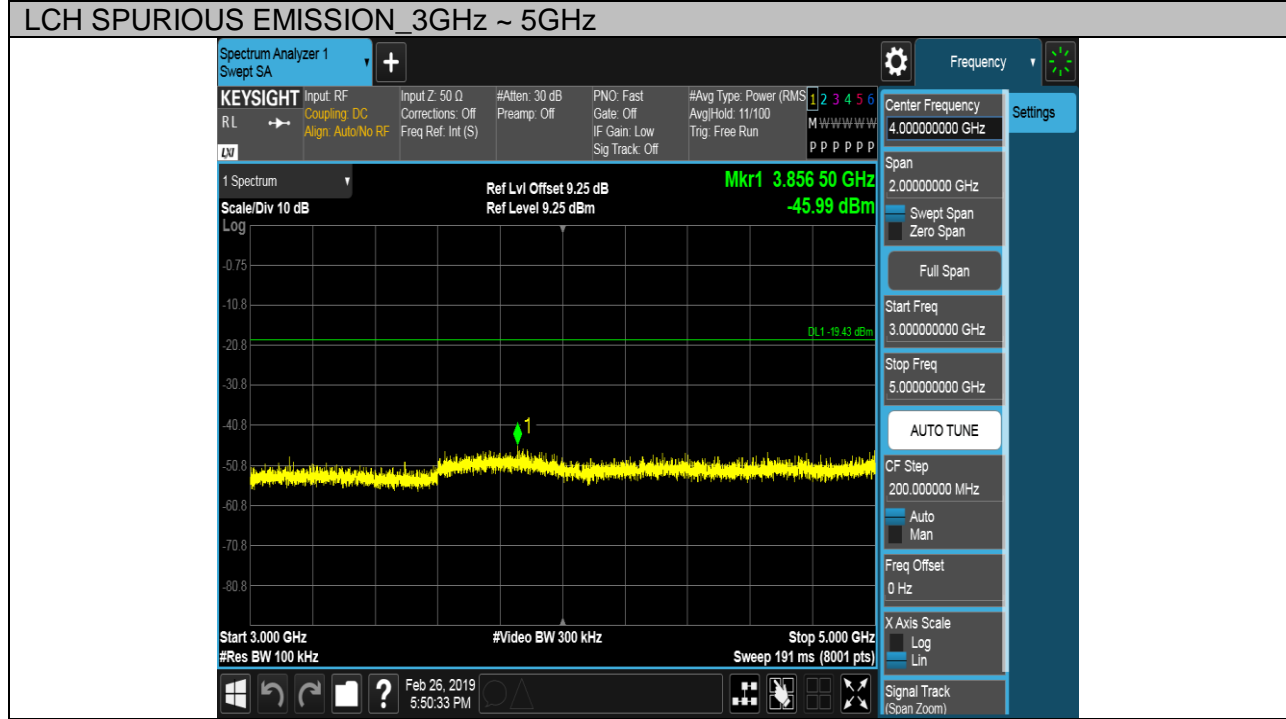 LCH SPURIOUS EMISSION_3GHz ~ 5GHz
Spectrum Analyzer 1
Swept SA
+
Frequency
KEYSIGHT
RL
LXI
Input: RF
Coupling: DC
Align: Auto/No RF
Input Z: 50 Ω
Corrections: Off
Freq Ref: Int (S)
#Atten: 30 dB
Preamp: Off
PNO: Fast
Gate: Off
IF Gain: Low
Sig Track: Off
#Avg Type: Power (RMS
Avg|Hold: 11/100
Trig: Free Run
1 2 3 4 5 6
M W W W W W
P P P P P P
1 Spectrum
Scale/Div 10 dB
Ref Lvl Offset 9.25 dB
Ref Level 9.25 dBm
Mkr1 3.856 50 GHz
-45.99 dBm
Log
-0.75
-10.8
DL1 -19.43 dBm
-20.8
-30.8
-40.8
1
-50.8
-60.8
-70.8
-80.8
Start 3.000 GHz
#Res BW 100 kHz
#Video BW 300 kHz
Stop 5.000 GHz
Sweep 191 ms (8001 pts)
Center Frequency
4.000000000 GHz
Settings
Span
2.00000000 GHz
Swept Span
Zero Span
Full Span
Start Freq
3.000000000 GHz
Stop Freq
5.000000000 GHz
AUTO TUNE
CF Step
200.000000 MHz
Auto
Man
Freq Offset
0 Hz
X Axis Scale
Log
Lin
Signal Track
(Span Zoom)
?
Feb 26, 2019
5:50:33 PM